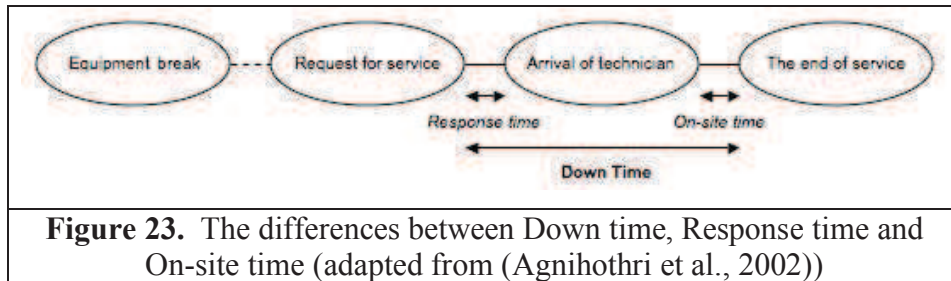 Equipment break Request for service Arrival of technician The end of service
Response time On-site time
Down Time
Figure 23. The differences between Down time, Response time and
On-site time (adapted from (Agnihothri et al., 2002))